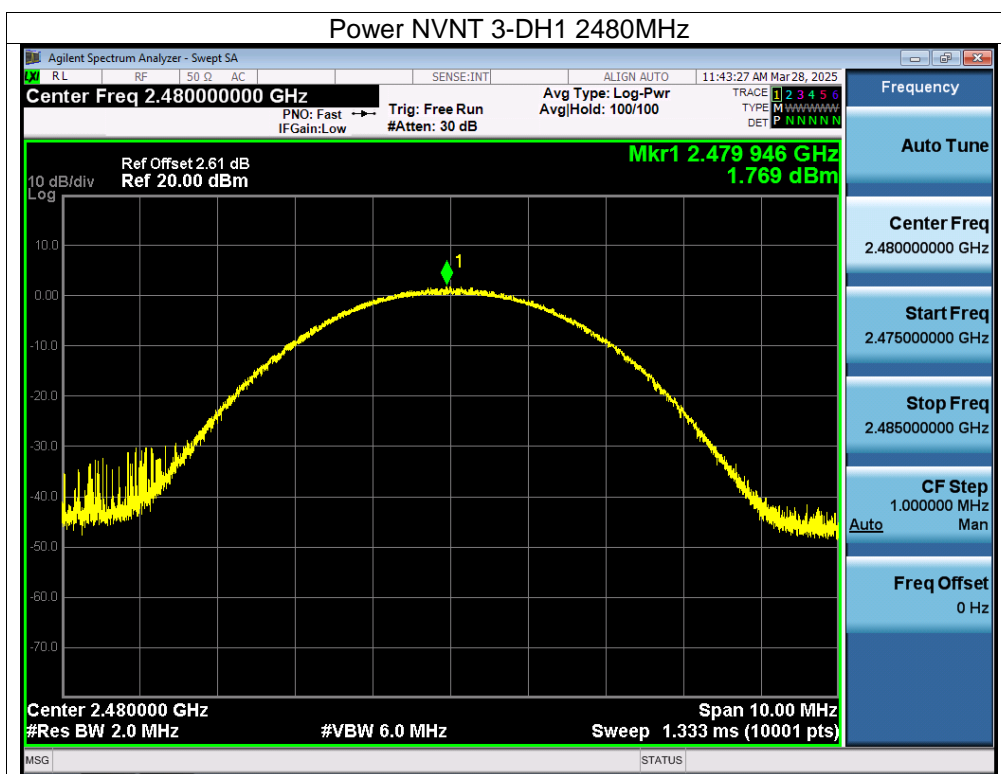 Power NVNT 3-DH1 2480MHz
Agilent Spectrum Analyzer - Swept SA
LXI RL RF 50 Ω AC SENSE:INT ALIGN AUTO 11:43:27 AM Mar 28, 2025
Center Freq 2.480000000 GHz
PNO: Fast
IFGain:Low
Trig: Free Run
#Atten: 30 dB
Avg Type: Log-Pwr
Avg|Hold: 100/100
TRACE 1 2 3 4 5 6
TYPE M WWWWW
DET P N N N N N
Mkr1 2.479 946 GHz
1.769 dBm
Ref Offset 2.61 dB
10 dB/div Ref 20.00 dBm
Log
10.0
1
0.00
-10.0
-20.0
-30.0
-40.0
-50.0
-60.0
-70.0
Center 2.480000 GHz Span 10.00 MHz
#Res BW 2.0 MHz #VBW 6.0 MHz Sweep 1.333 ms (10001 pts)
MSG STATUS
Frequency
Auto Tune
Center Freq
2.480000000 GHz
Start Freq
2.475000000 GHz
Stop Freq
2.485000000 GHz
CF Step
1.000000 MHz
Auto Man
Freq Offset
0 Hz